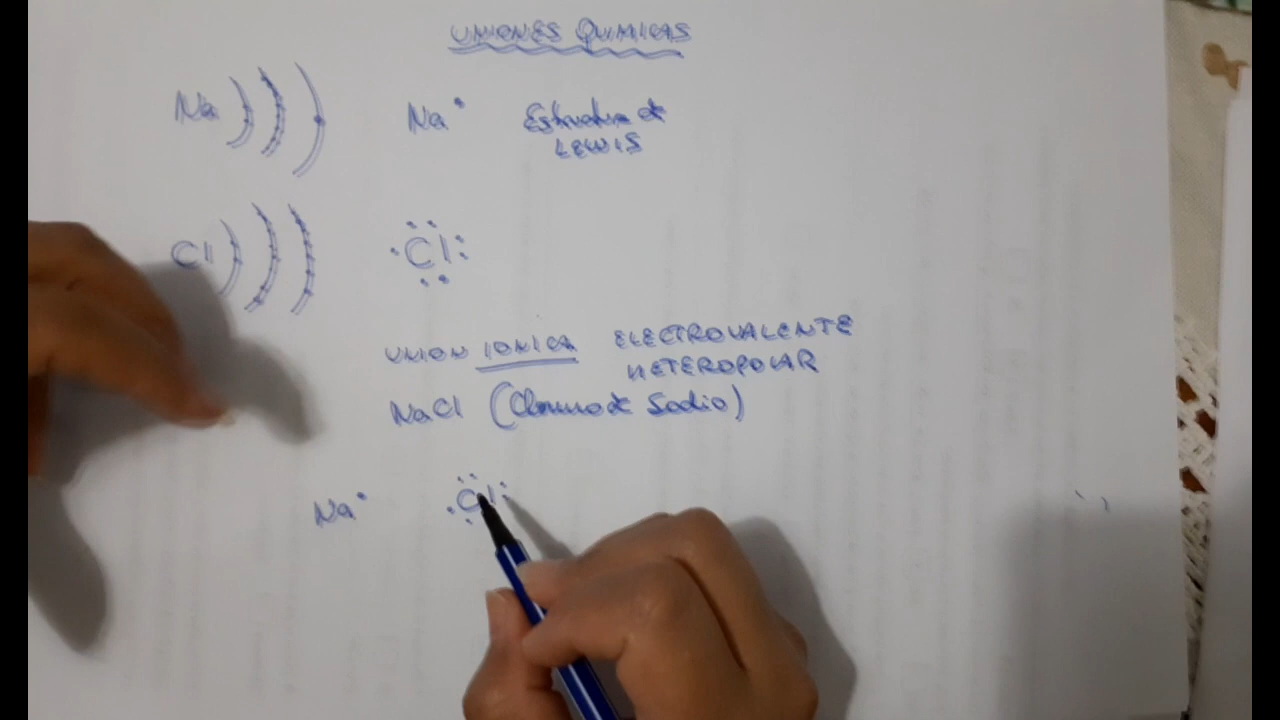 UNIONES QUIMICAS
Na
Na• Estructura de
LEWIS
Cl
Cl
UNION IONICA ELECTROVALENTE
HETEROPOLAR
NaCl (Cloruro de Sodio)
Na• Cl